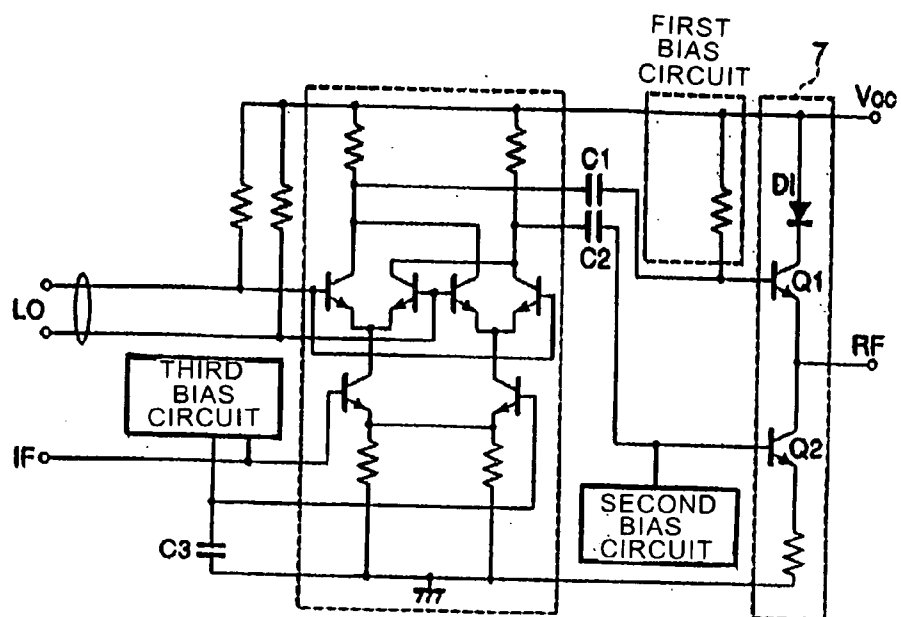 FIRST
BIAS
CIRCUIT
7
Vcc
C1
DI
C2
Q1
LO
RF
THIRD
BIAS
CIRCUIT
IF
Q2
SECOND
BIAS
CIRCUIT
C3